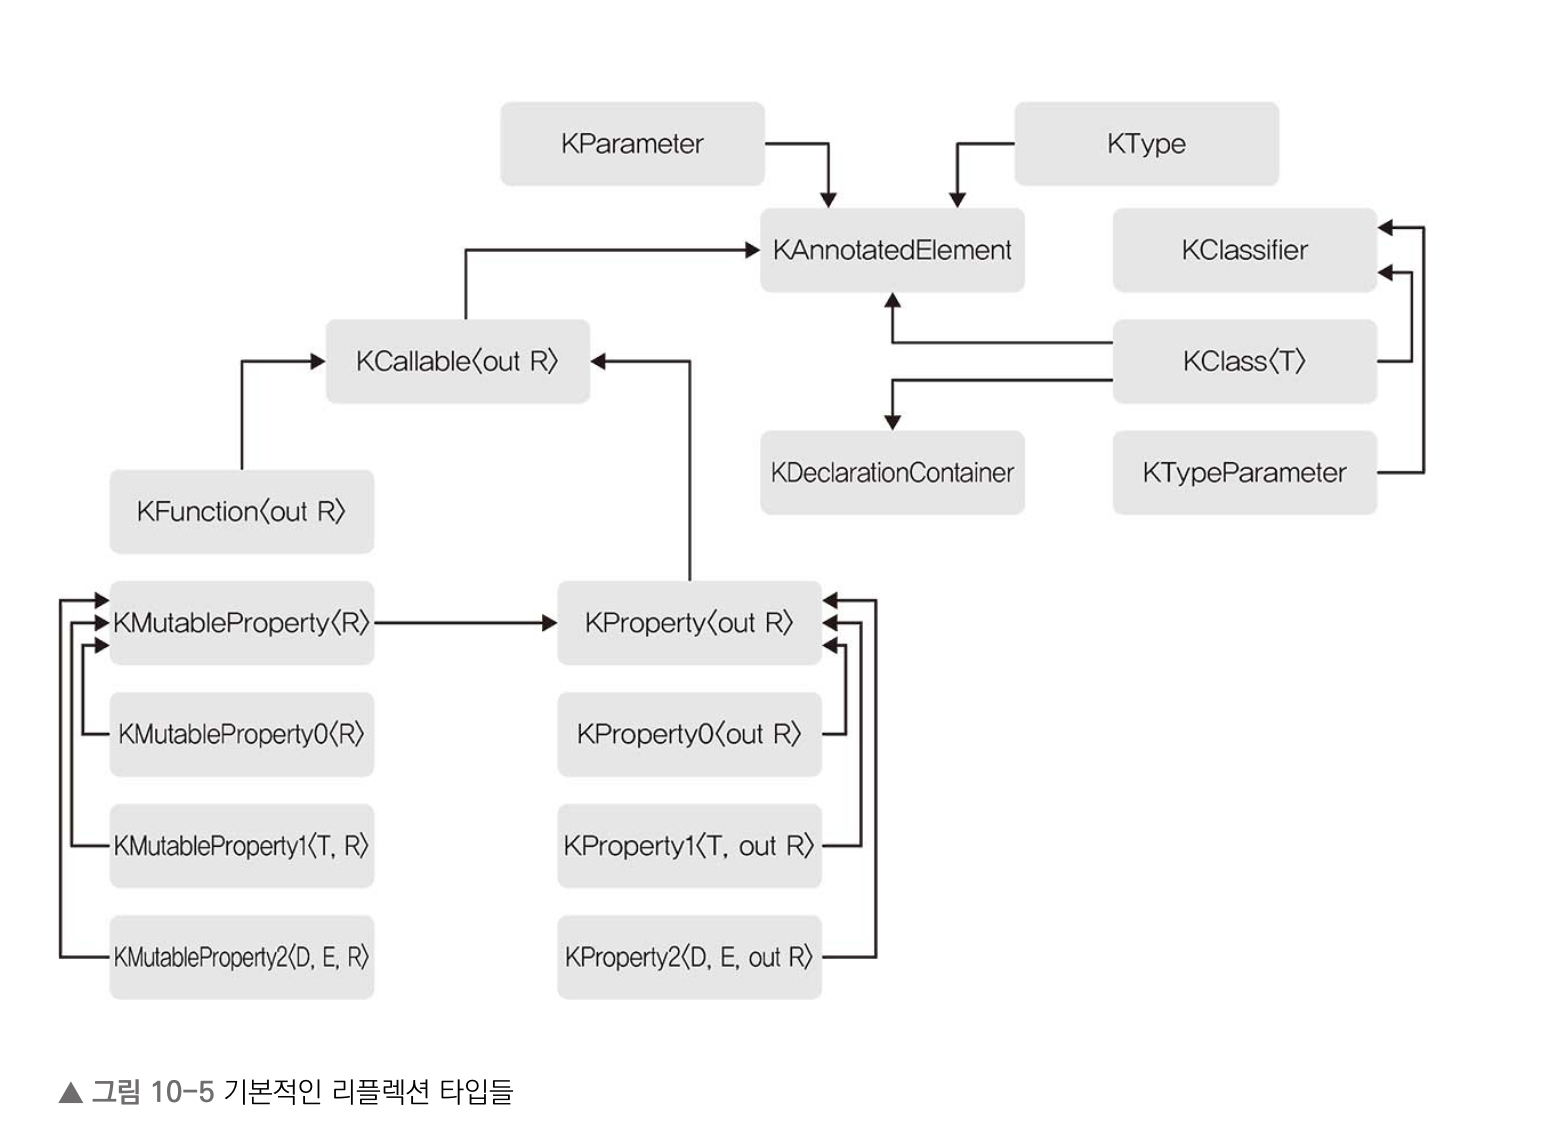 KParameter
KType
KAnnotatedElement
KClassifier
KCallable〈out R〉
KClass〈T〉
KDeclarationContainer
KTypeParameter
KFunction〈out R〉
KMutableProperty〈R〉
KProperty〈out R〉
KMutableProperty0〈R〉
KProperty0〈out R〉
KMutableProperty1〈T, R〉
KProperty1〈T, out R〉
KMutableProperty2〈D, E, R〉
KProperty2〈D, E, out R〉
▲ 그림 10-5 기본적인 리플렉션 타입들